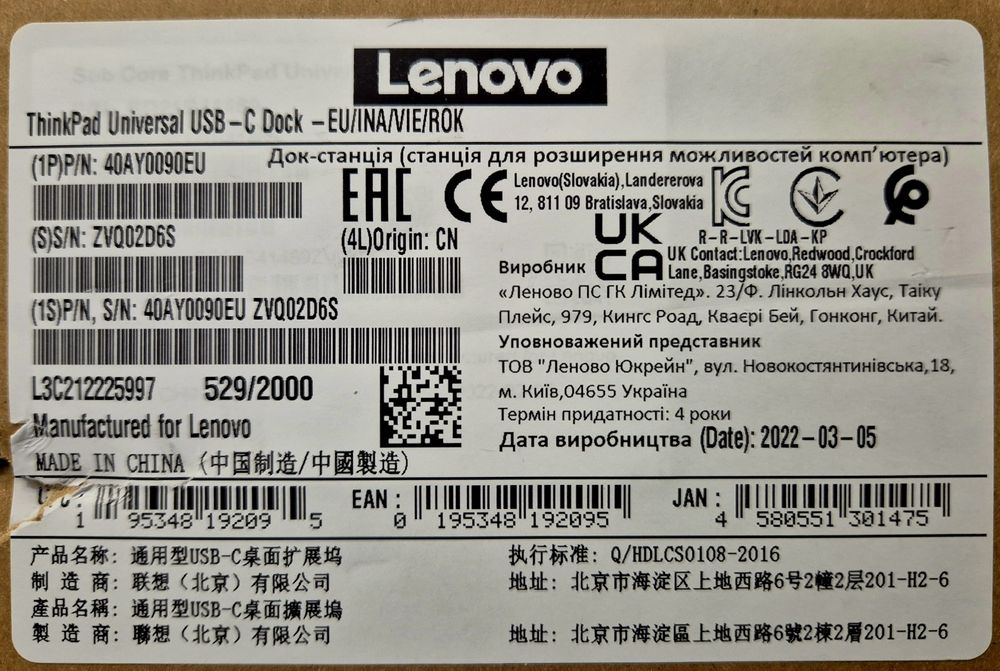 Lenovo
ThinkPad Universal USB-C Dock -EU/INA/VIE/ROK
(1P)P/N: 40AY0090EU
Док-станція (станція для розширення можливостей комп'ютера)
EAC CE
Lenovo(Slovakia),Landererova
12, 811 09 Bratislava,Slovakia
R-R-LVK-LDA-KP
(S)S/N: ZVQ02D6S
(4L)Origin: CN
UK
CA
UK Contact:Lenovo,Redwood,Crockford
Lane,Basingstoke,RG24 8WQ,UK
Виробник
«Леново ПС ГК Лімітед». 23/Ф. Лінкольн Хаус, Таіку
Плейс, 979, Кингс Роад, Кваєрі Бей, Гонконг, Китай.
(1S)P/N, S/N: 40AY0090EU ZVQ02D6S
Уповноважений представник
ТОВ "Леново Юкрейн", вул. Новокостянтинівська,18,
м. Київ,04655 Україна
Термін придатності: 4 роки
Дата виробництва (Date): 2022-03-05
L3C212225997 529/2000
Manufactured for Lenovo
MADE IN CHINA (中国制造/中國製造)
1 95348 19209 5
EAN :
0 195348 192095
JAN :
4 580551 301475
产品名称: 通用型USB-C桌面扩展坞
执行标准: Q/HDLCS0108-2016
制 造 商: 联想（北京）有限公司
地址: 北京市海淀区上地西路6号2幢2层201-H2-6
產品名稱: 通用型USB-C桌面擴展塢
製 造 商: 聯想（北京）有限公司
地址: 北京市海淀區上地西路6號2棟2層201-H2-6